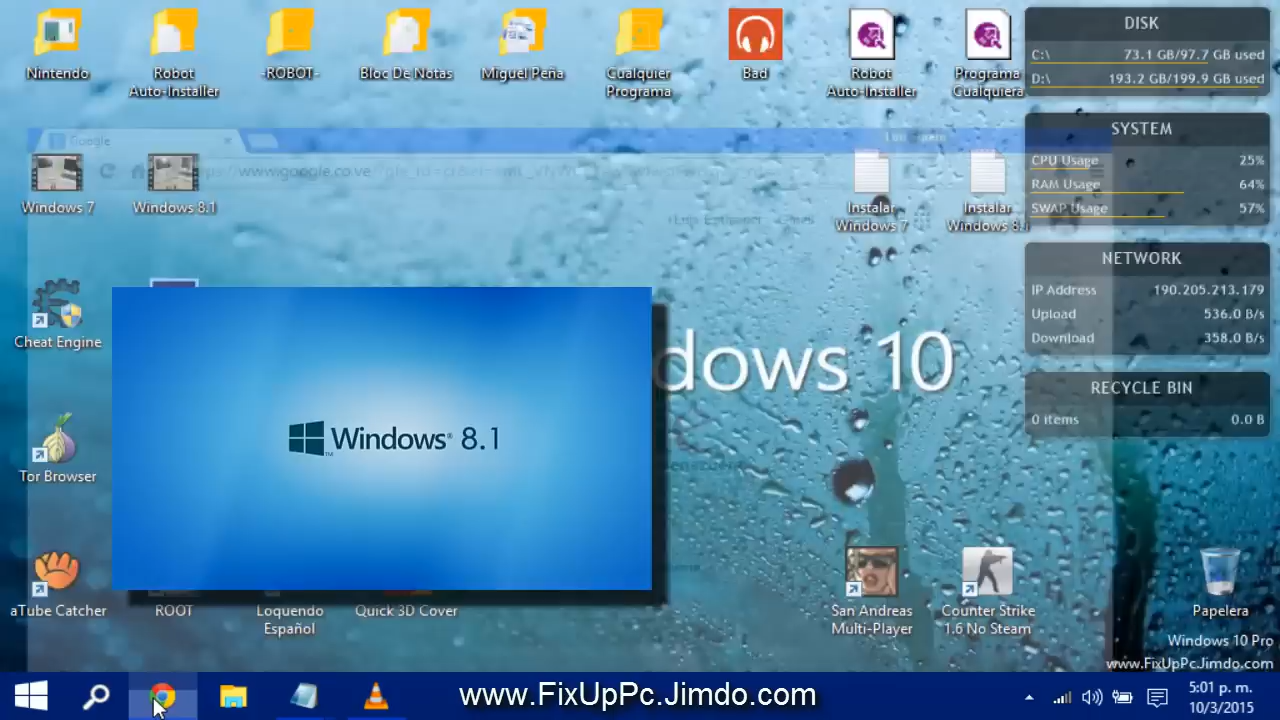 Nintendo
Robot
Auto-Installer
-ROBOT-
Bloc De Notas
Miguel Peña
Cualquier
Programa
Bad
Robot
Auto-Installer
Programa
Cualquiera
DISK
C:\ 73.1 GB/97.7 GB used
D:\ 193.2 GB/199.9 GB used
Google
SYSTEM
CPU Usage 25%
RAM Usage 64%
SWAP Usage 57%
Windows 7
Windows 8.1
Instalar
Windows 7
Instalar
Windows 8.1
NETWORK
IP Address 190.205.213.179
Upload 536.0 B/s
Download 358.0 B/s
Cheat Engine
dows 10
RECYCLE BIN
0 items 0.0 B
Windows® 8.1
Tor Browser
aTube Catcher
ROOT
Loquendo
Español
Quick 3D Cover
San Andreas
Multi-Player
Counter Strike
1.6 No Steam
Papelera
Windows 10 Pro
www.FixUpPc.Jimdo.com
www.FixUpPc.Jimdo.com
5:01 p. m.
10/3/2015